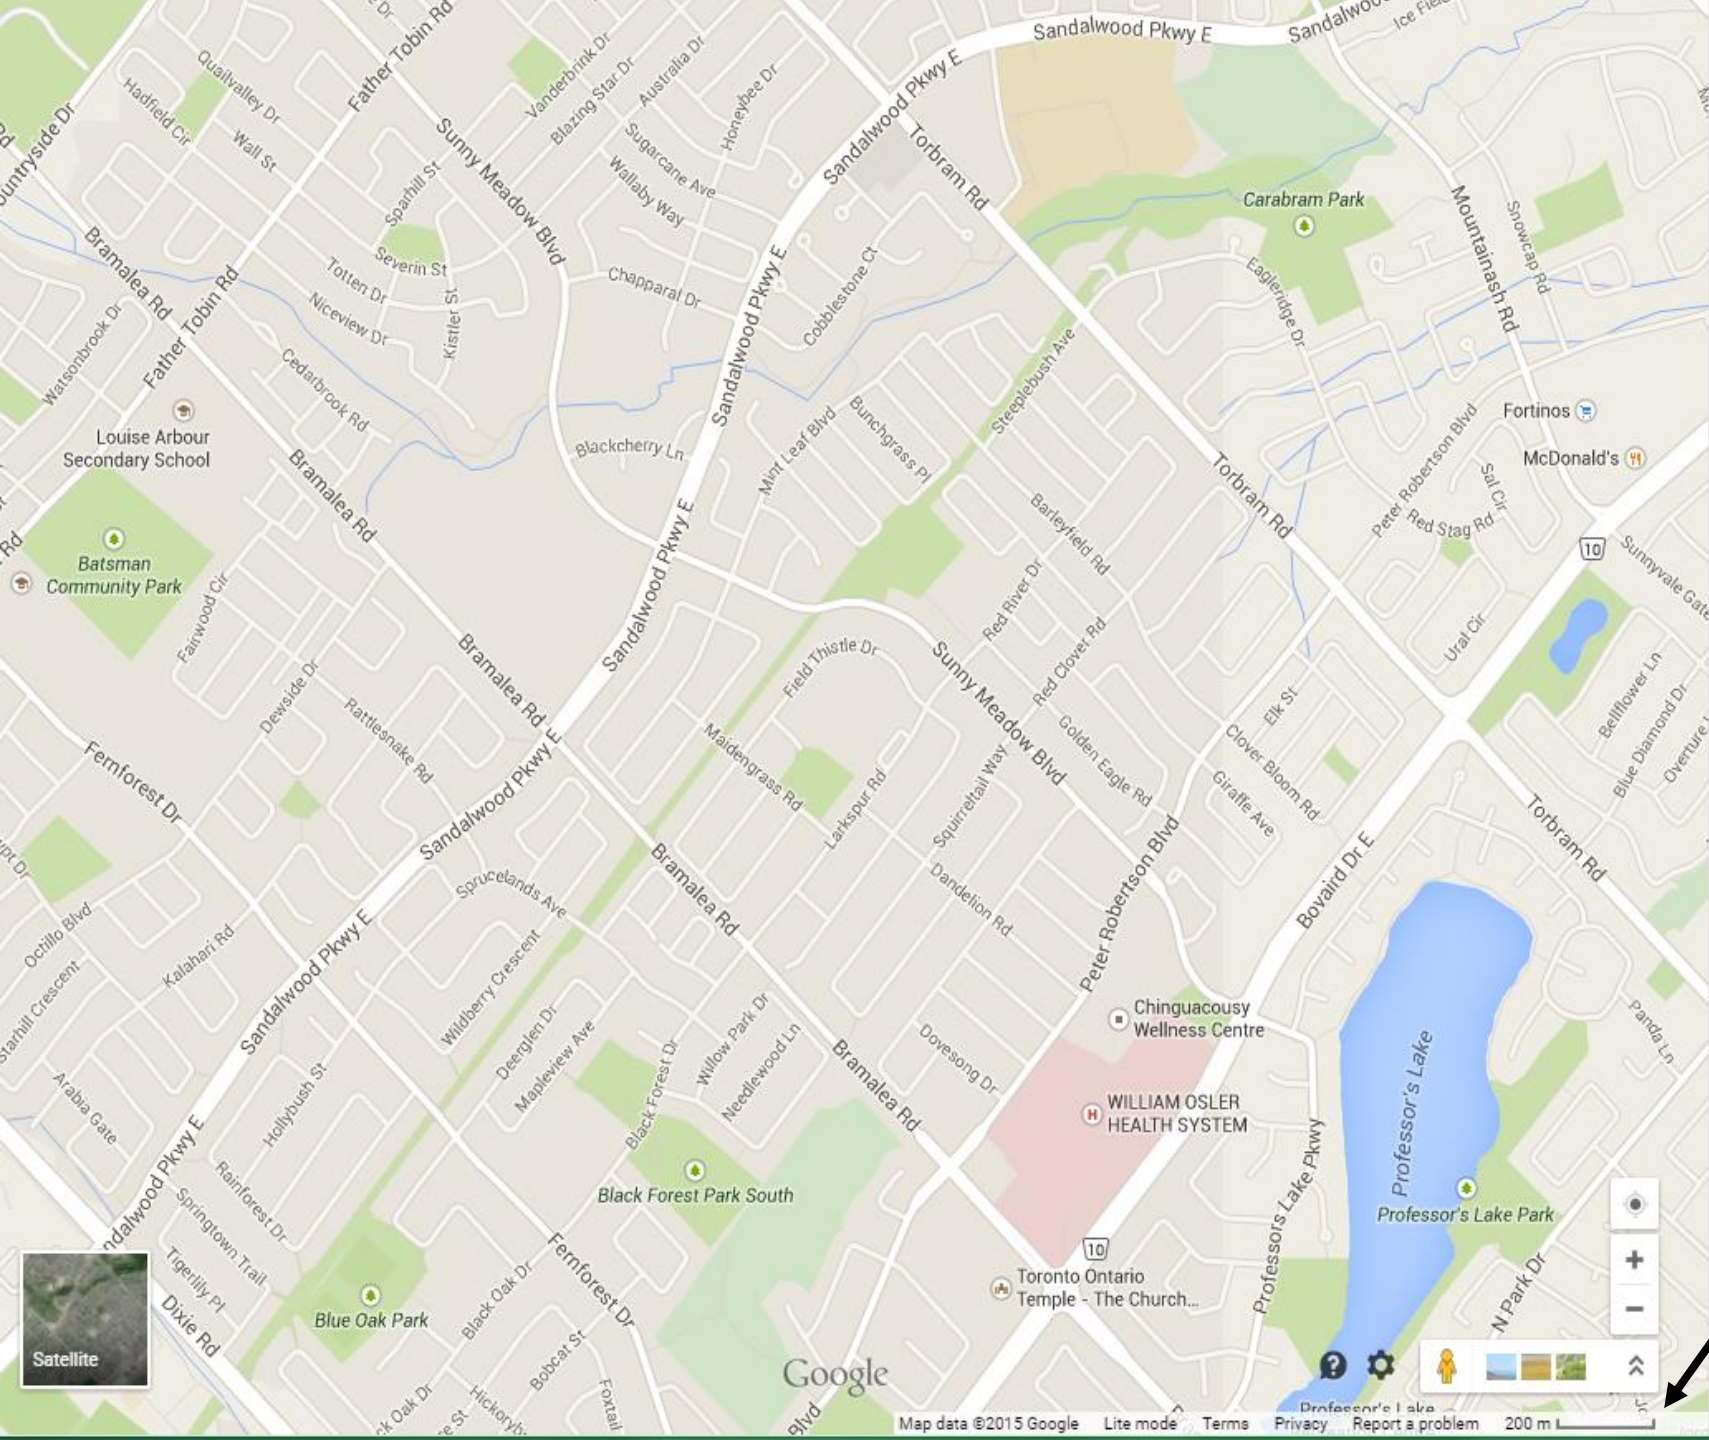 Sandalwood Pkwy E
Ice Fiel
Father Tobin Rd
Quailvalley Dr
Hadfield Cir
Wall St
Vanderbrink Dr
Blazing Star Dr
Australia Dr
Honeybee Dr
Sandalwood Pkwy E
Sugarcane Ave
Wallaby Way
Sunny Meadow Blvd
Sparhill St
Torbram Rd
Carabram Park
Mountainash Rd
Snowcap Rd
Bramalea Rd
Severin St
Totten Dr
Niceview Dr
Kistler St
Chapparal Dr
Cobblestone Ct
Sandalwood Pkwy E
Eagleridge Dr
Father Tobin Rd
Watsonbrook Dr
Cedarbrook Rd
Steeplebush Ave
Louise Arbour
Secondary School
Blackcherry Ln
Mint Leaf Blvd
Bunchgrass Pl
Fortinos
McDonald's
Peter Robertson Blvd
Sal Cir
Red Stag Rd
Bramalea Rd
Torbram Rd
Barleyfield Rd
10
Sunnyvale Gate
Batsman
Community Park
Fairwood Cir
Sandalwood Pkwy E
Red River Dr
Red Clover Rd
Ural Cir
Bramalea Rd
Field Thistle Dr
Sunny Meadow Blvd
Elk St
Bellflower Ln
Blue Diamond Dr
Overture
Dewside Dr
Rattlesnake Rd
Fernforest Dr
Sandalwood Pkwy E
Maidengrass Rd
Larkspur Rd
Squirreltail Way
Golden Eagle Rd
Clover Bloom Rd
Giraffe Ave
Torbram Rd
Bovaird Dr E
Peter Robertson Blvd
Sprucelands Ave
Bramalea Rd
Dandelion Rd
Octillo Blvd
Kalahari Rd
Starhill Crescent
Sandalwood Pkwy E
Wildberry Crescent
Deerglen Dr
Mapleview Ave
Willow Park Dr
Needlewood Ln
Black Forest Dr
Bramalea Rd
Dovesong Dr
Chinguacousy
Wellness Centre
WILLIAM OSLER
HEALTH SYSTEM
Panda Ln
Professor's Lake
Professors Lake Pkwy
Professor's Lake Park
Arabia Gate
Hollybush St
Rainforest Dr
Springtown Trail
Tigerlily Pl
Dixie Rd
Black Forest Park South
10
Toronto Ontario
Temple - The Church...
N Park Dr
Blue Oak Park
Black Oak Dr
Fernforest Dr
Bobcat St
Foxtail
Satellite
Google
Blvd
Professor's Lake
Map data ©2015 Google Lite mode Terms Privacy Report a problem 200 m